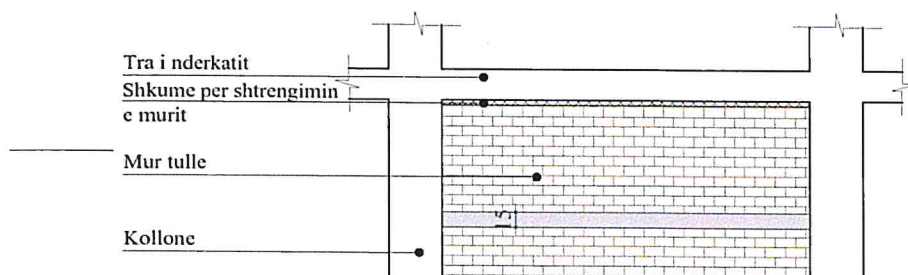 Tra i nderkatit
Shkume per shtrengimin
e murit
Mur tulle
15
Kollone